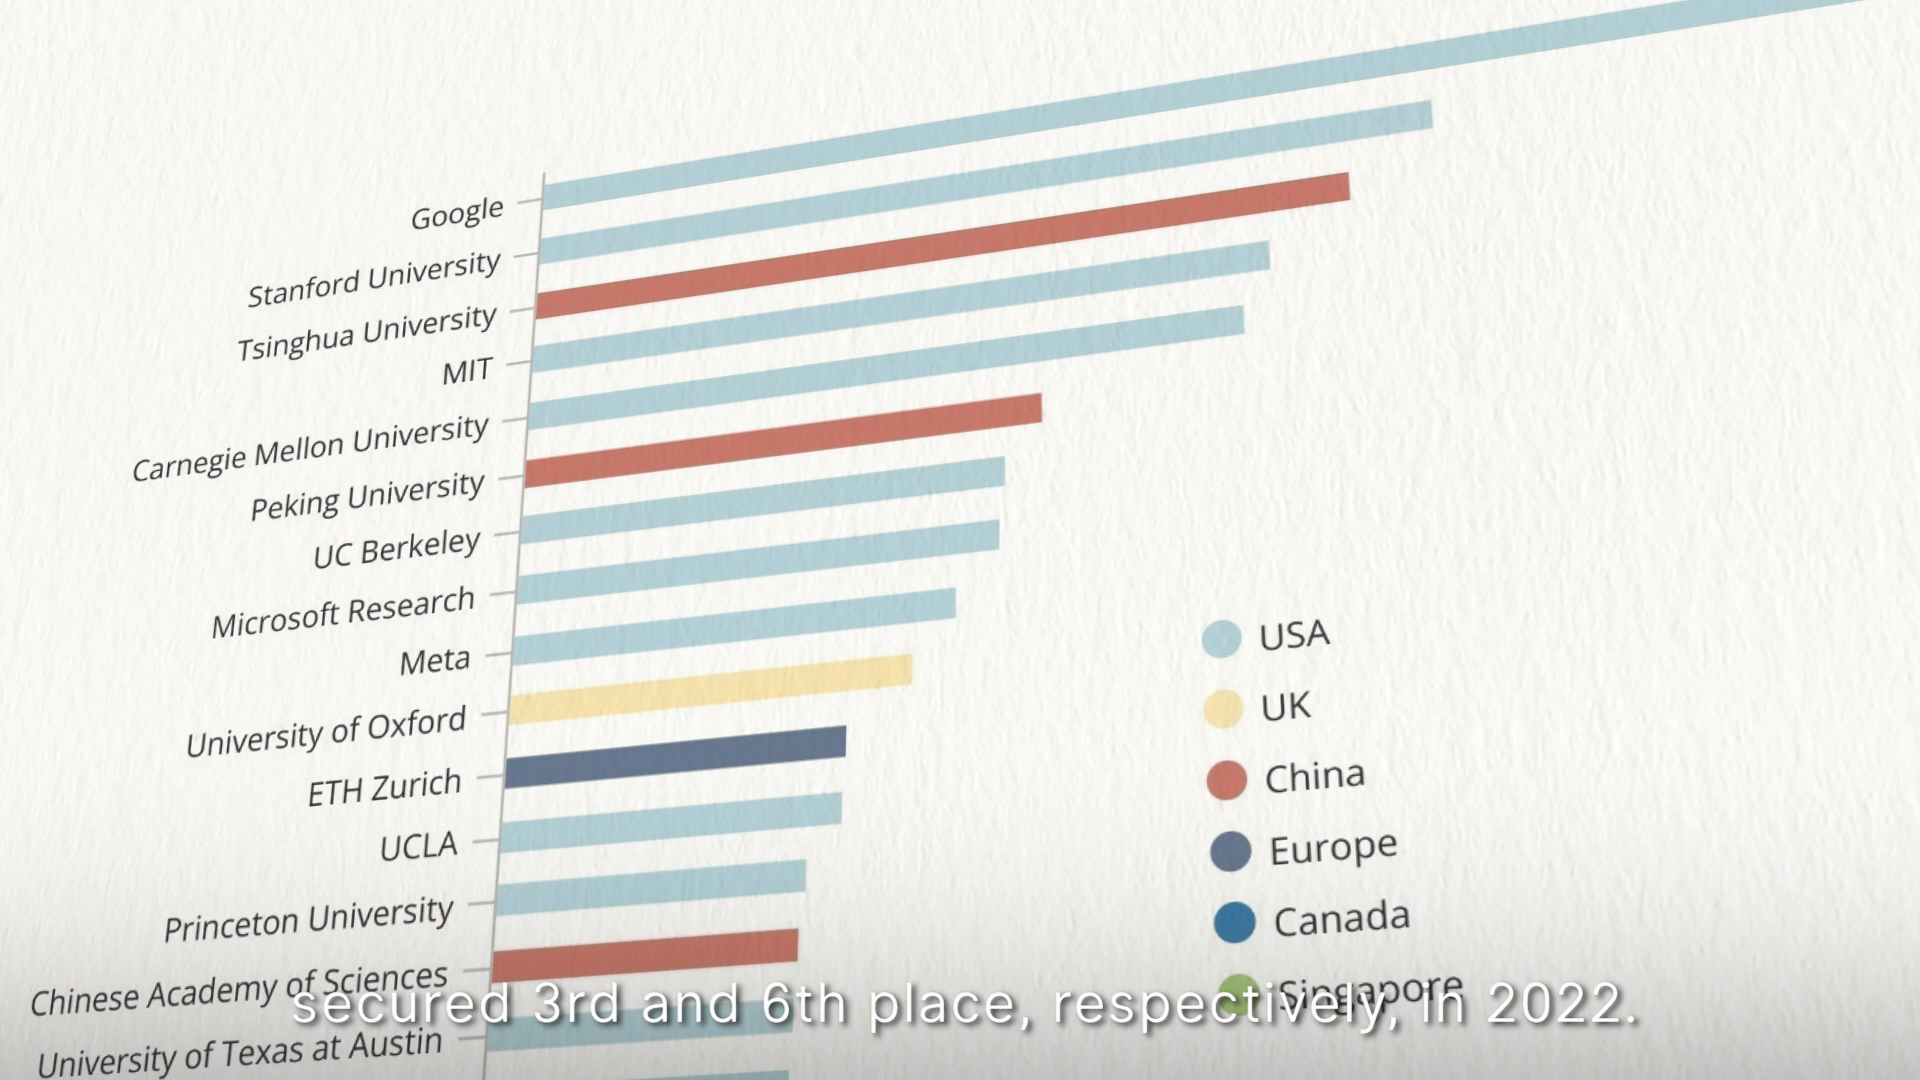 Google
Stanford University
Tsinghua University
MIT
Carnegie Mellon University
Peking University
UC Berkeley
Microsoft Research
Meta
University of Oxford
ETH Zurich
UCLA
Princeton University
Chinese Academy of Sciences
University of Texas at Austin
USA
UK
China
Europe
Canada
Singapore
secured 3rd and 6th place, respectively, in 2022.